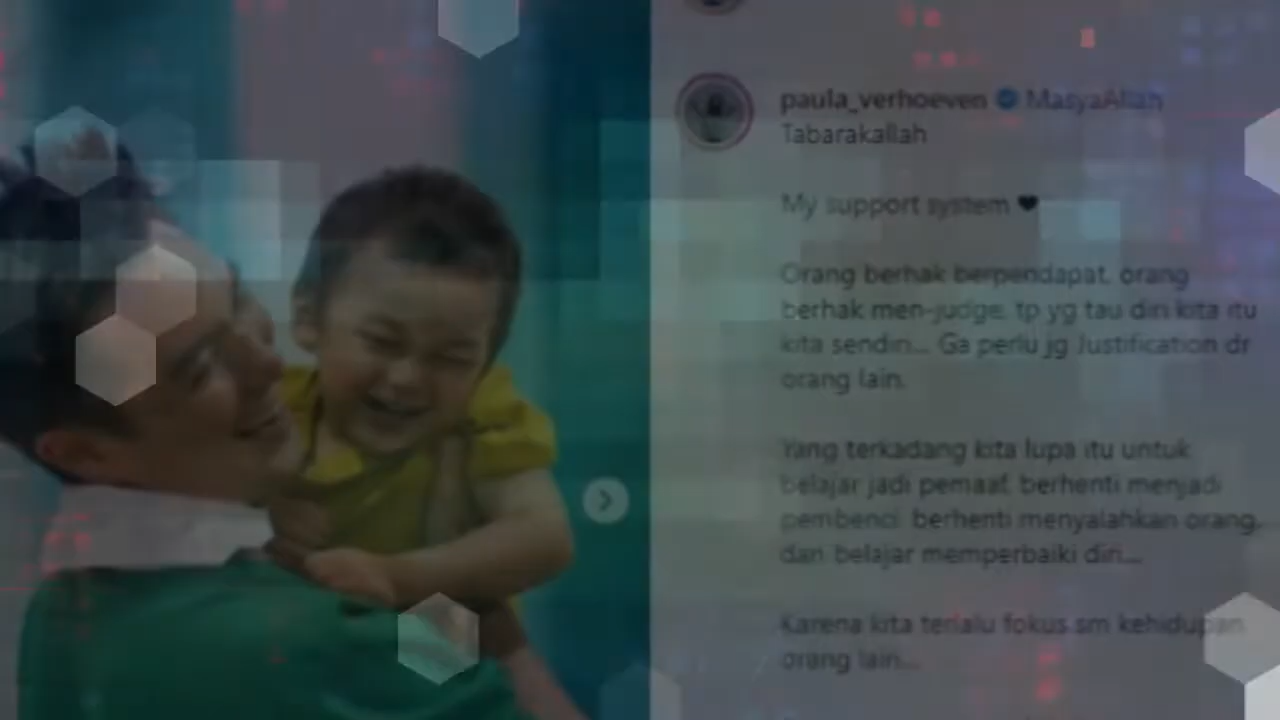 paula_verhoeven MasyaAllah
Tabarakallah
My support system
Orang berhak berpendapat, orang
berhak men-judge, tp yg tau diri kita itu
kita sendiri... Ga perlu jg Justification dr
orang lain.
Yang terkadang kita lupa itu untuk
belajar jadi pemaaf, berhenti menjadi
pembenci, berhenti menyalahkan orang,
dan belajar memperbaiki diri...
Karena kita terlalu fokus sm kehidupan
orang lain...